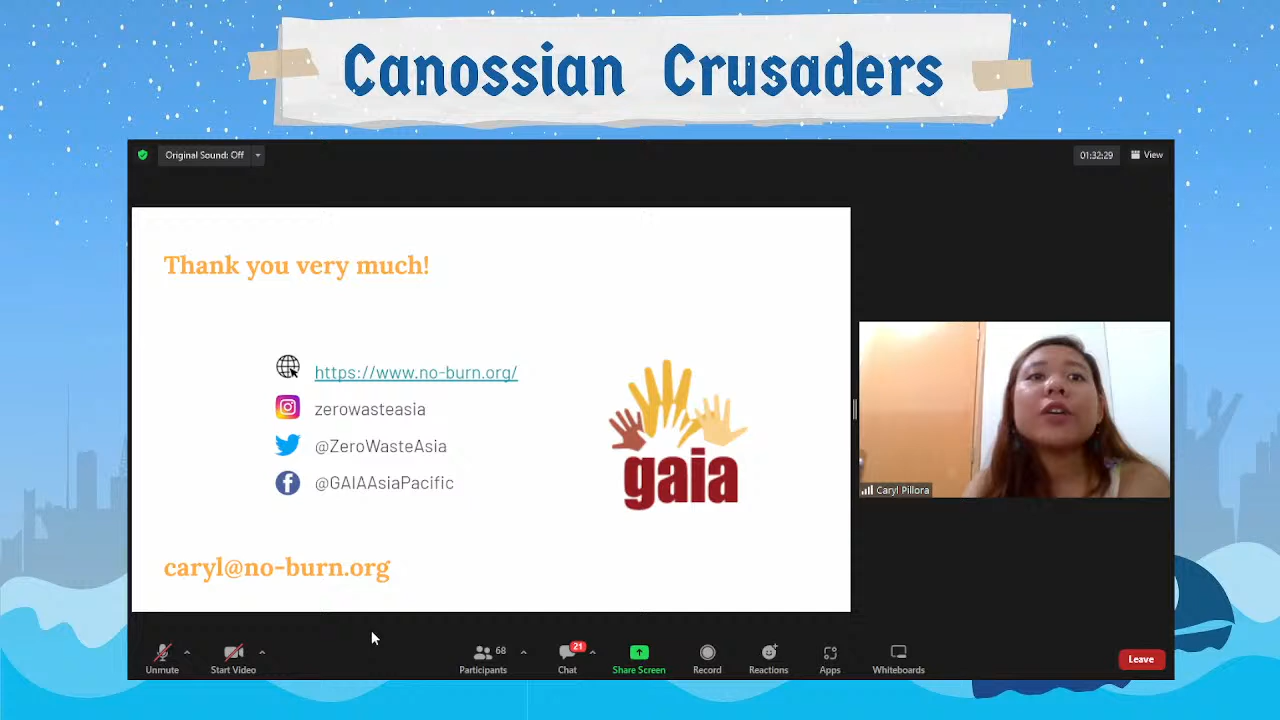 Canossian Crusaders
Original Sound: Off
01:32:29
View
Thank you very much!
https://www.no-burn.org/
zerowasteasia
@ZeroWasteAsia
@GAIAAsiaPacific
gaia
caryl@no-burn.org
Caryl Pillora
Unmute
Start Video
Participants
68
Chat
21
Share Screen
Record
Reactions
Apps
Whiteboards
Leave